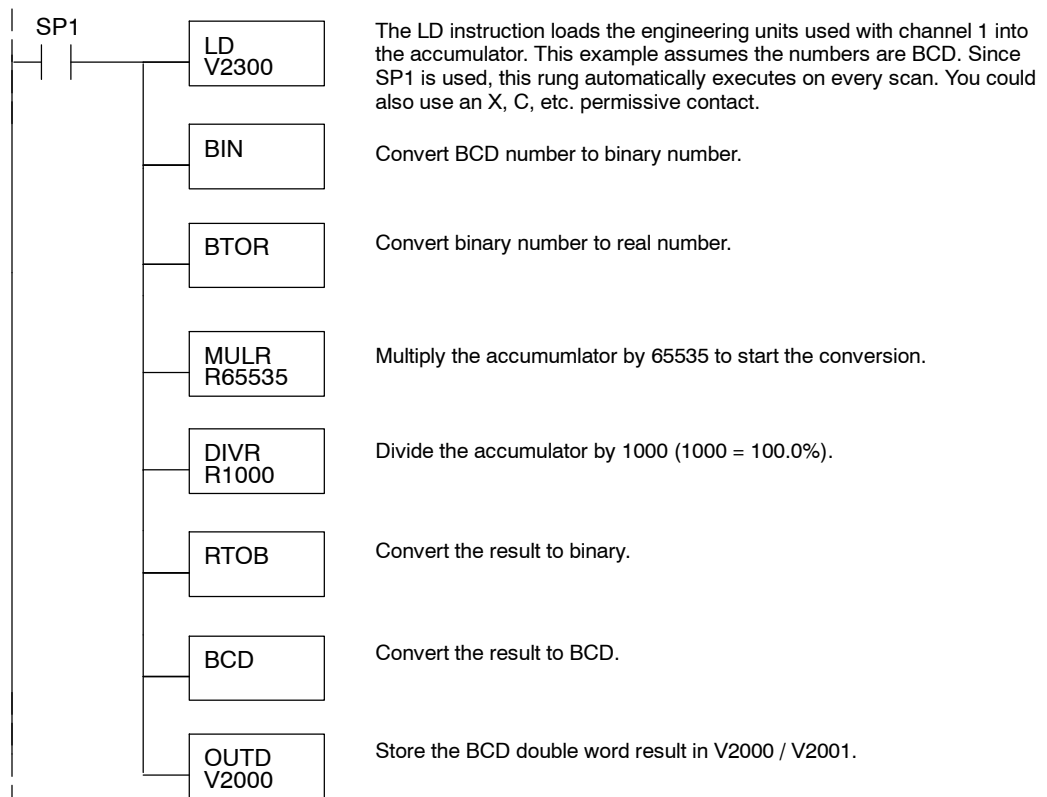 SP1
LD
V2300
The LD instruction loads the engineering units used with channel 1 into
the accumulator. This example assumes the numbers are BCD. Since
SP1 is used, this rung automatically executes on every scan. You could
also use an X, C, etc. permissive contact.
BIN
Convert BCD number to binary number.
BTOR
Convert binary number to real number.
MULR
R65535
Multiply the accumumlator by 65535 to start the conversion.
DIVR
R1000
Divide the accumulator by 1000 (1000 = 100.0%).
RTOB
Convert the result to binary.
BCD
Convert the result to BCD.
OUTD
V2000
Store the BCD double word result in V2000 / V2001.